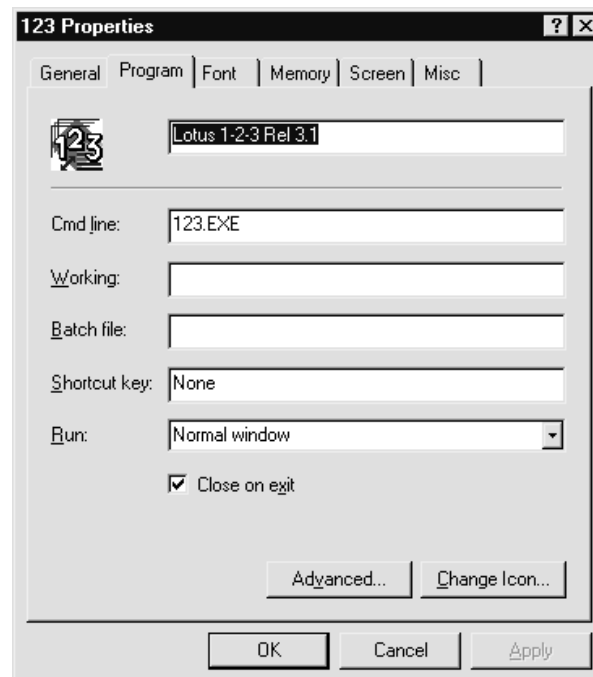 123 Properties
? X
General Program Font Memory Screen Misc
123
Lotus 1-2-3 Rel 3.1
Cmd line: 123.EXE
Working:
Batch file:
Shortcut key: None
Run: Normal window
Close on exit
Advanced... Change Icon...
OK Cancel Apply